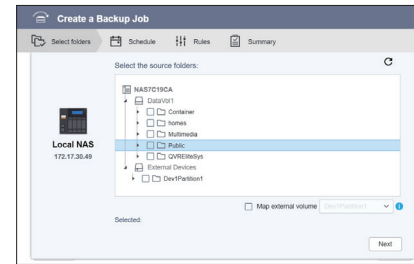 Create a Backup Job
Select folders
Schedule
Rules
Summary
Select the source folders:
NAS7C19CA
DataVol1
Container
homes
Multimedia
Public
QVREliteSys
External Devices
Dev1Partition1
Local NAS
172.17.30.49
Map external volume
Dev1Partition1
Selected:
Next